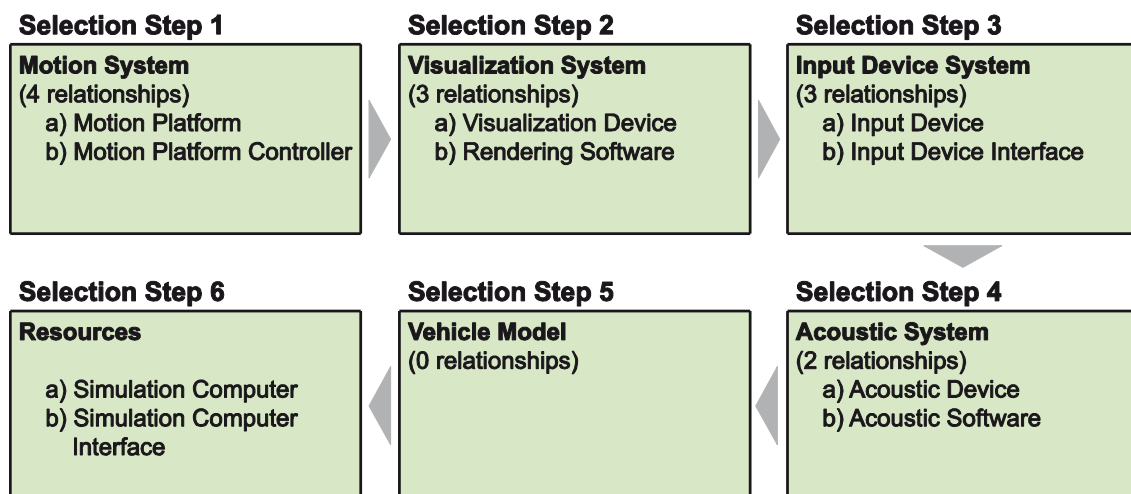 Selection Step 1
Motion System
(4 relationships)
a) Motion Platform
b) Motion Platform Controller
Selection Step 2
Visualization System
(3 relationships)
a) Visualization Device
b) Rendering Software
Selection Step 3
Input Device System
(3 relationships)
a) Input Device
b) Input Device Interface
Selection Step 4
Acoustic System
(2 relationships)
a) Acoustic Device
b) Acoustic Software
Selection Step 5
Vehicle Model
(0 relationships)
Selection Step 6
Resources
a) Simulation Computer
b) Simulation Computer
Interface